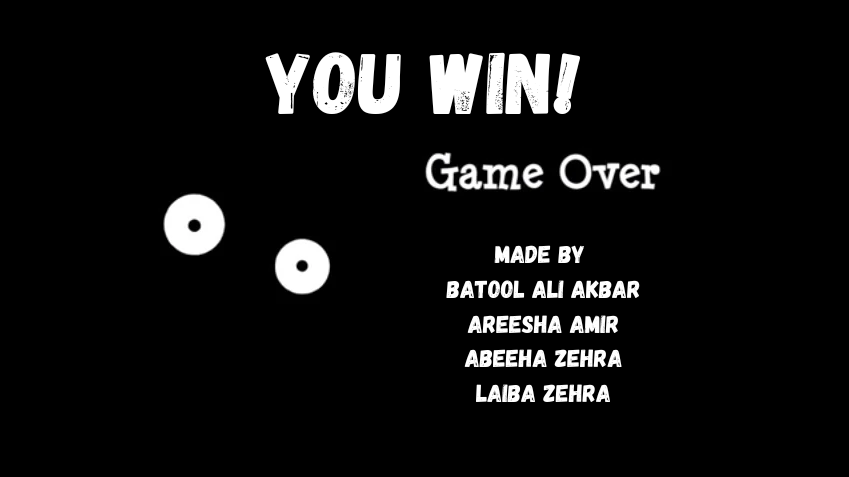 YOU WIN!
Game Over
MADE BY
BATOOL ALI AKBAR
AREESHA AMIR
ABEEHA ZEHRA
LAIBA ZEHRA